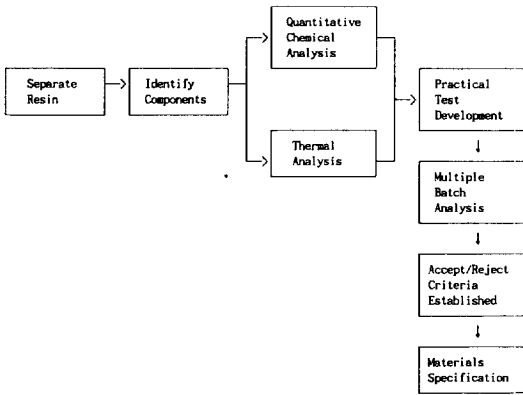 Separate
Resin
Identify
Components
Quantitative
Chemical
Analysis
Thermal
Analysis
Practical
Test
Development
Multiple
Batch
Analysis
Accept/Reject
Criteria
Established
Materials
Specification